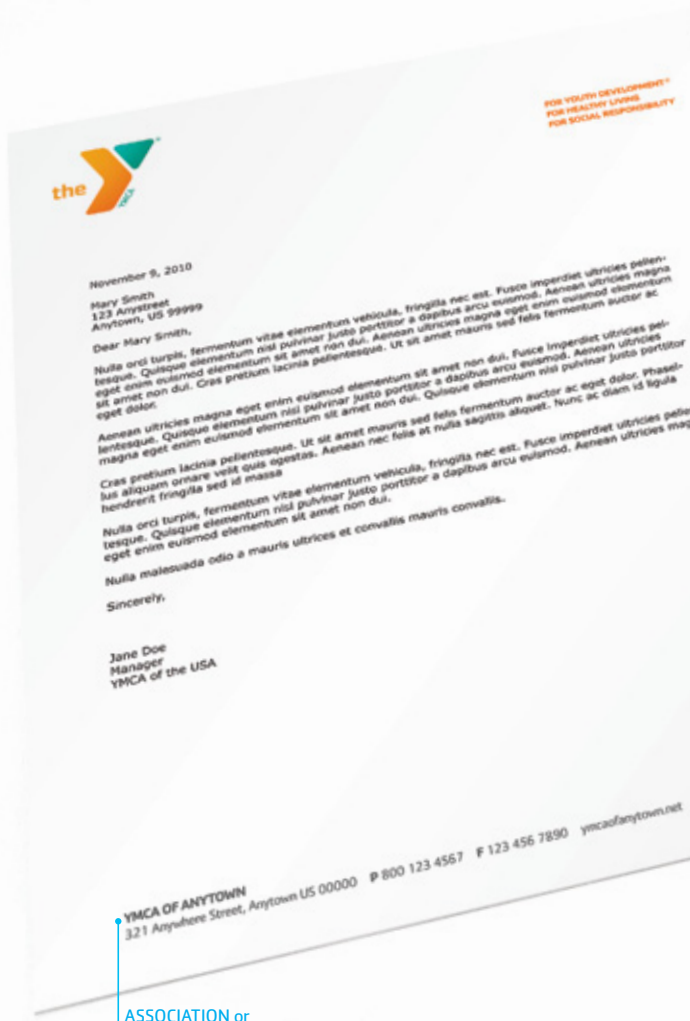 FOR YOUTH DEVELOPMENT®
FOR HEALTHY LIVING
FOR SOCIAL RESPONSIBILITY
the
YMCA
November 9, 2010
Mary Smith
123 Anystreet
Anytown, US 99999
Dear Mary Smith,
Nulla orci turpis, fermentum vitae elementum vehicula, fringilla nec est. Fusce imperdiet ultricies pellen-
tesque. Quisque elementum nisl pulvinar justo porttitor a dapibus arcu euismod. Aenean ultricies magna
eget enim euismod elementum sit amet non dui. Aenean ultricies magna eget enim euismod elementum
sit amet non dui. Cras pretium lacinia pellentesque. Ut sit amet mauris sed felis fermentum auctor ac
eget dolor.
Aenean ultricies magna eget enim euismod elementum sit amet non dui. Fusce imperdiet ultricies pel-
lentesque. Quisque elementum nisl pulvinar justo porttitor a dapibus arcu euismod. Aenean ultricies
magna eget enim euismod elementum sit amet non dui. Quisque elementum nisl pulvinar justo porttitor
Cras pretium lacinia pellentesque. Ut sit amet mauris sed felis fermentum auctor ac eget dolor. Phasel-
lus aliquam ornare velit quis egestas. Aenean nec felis at nulla sagittis aliquet. Nunc ac diam id ligula
hendrerit fringilla sed id massa
Nulla orci turpis, fermentum vitae elementum vehicula, fringilla nec est. Fusce imperdiet ultricies
tesque. Quisque elementum nisl pulvinar justo porttitor a dapibus arcu euismod. Aenean ultricies
eget enim euismod elementum sit amet non dui.
Nulla malesuada odio a mauris ultrices et convallis mauris convallis.
Sincerely,
Jane Doe
Manager
YMCA of the USA
YMCA OF ANYTOWN
321 Anywhere Street, Anytown US 00000 P 800 123 4567 F 123 456 7890 ymcaofanytown.net
ASSOCIATION or